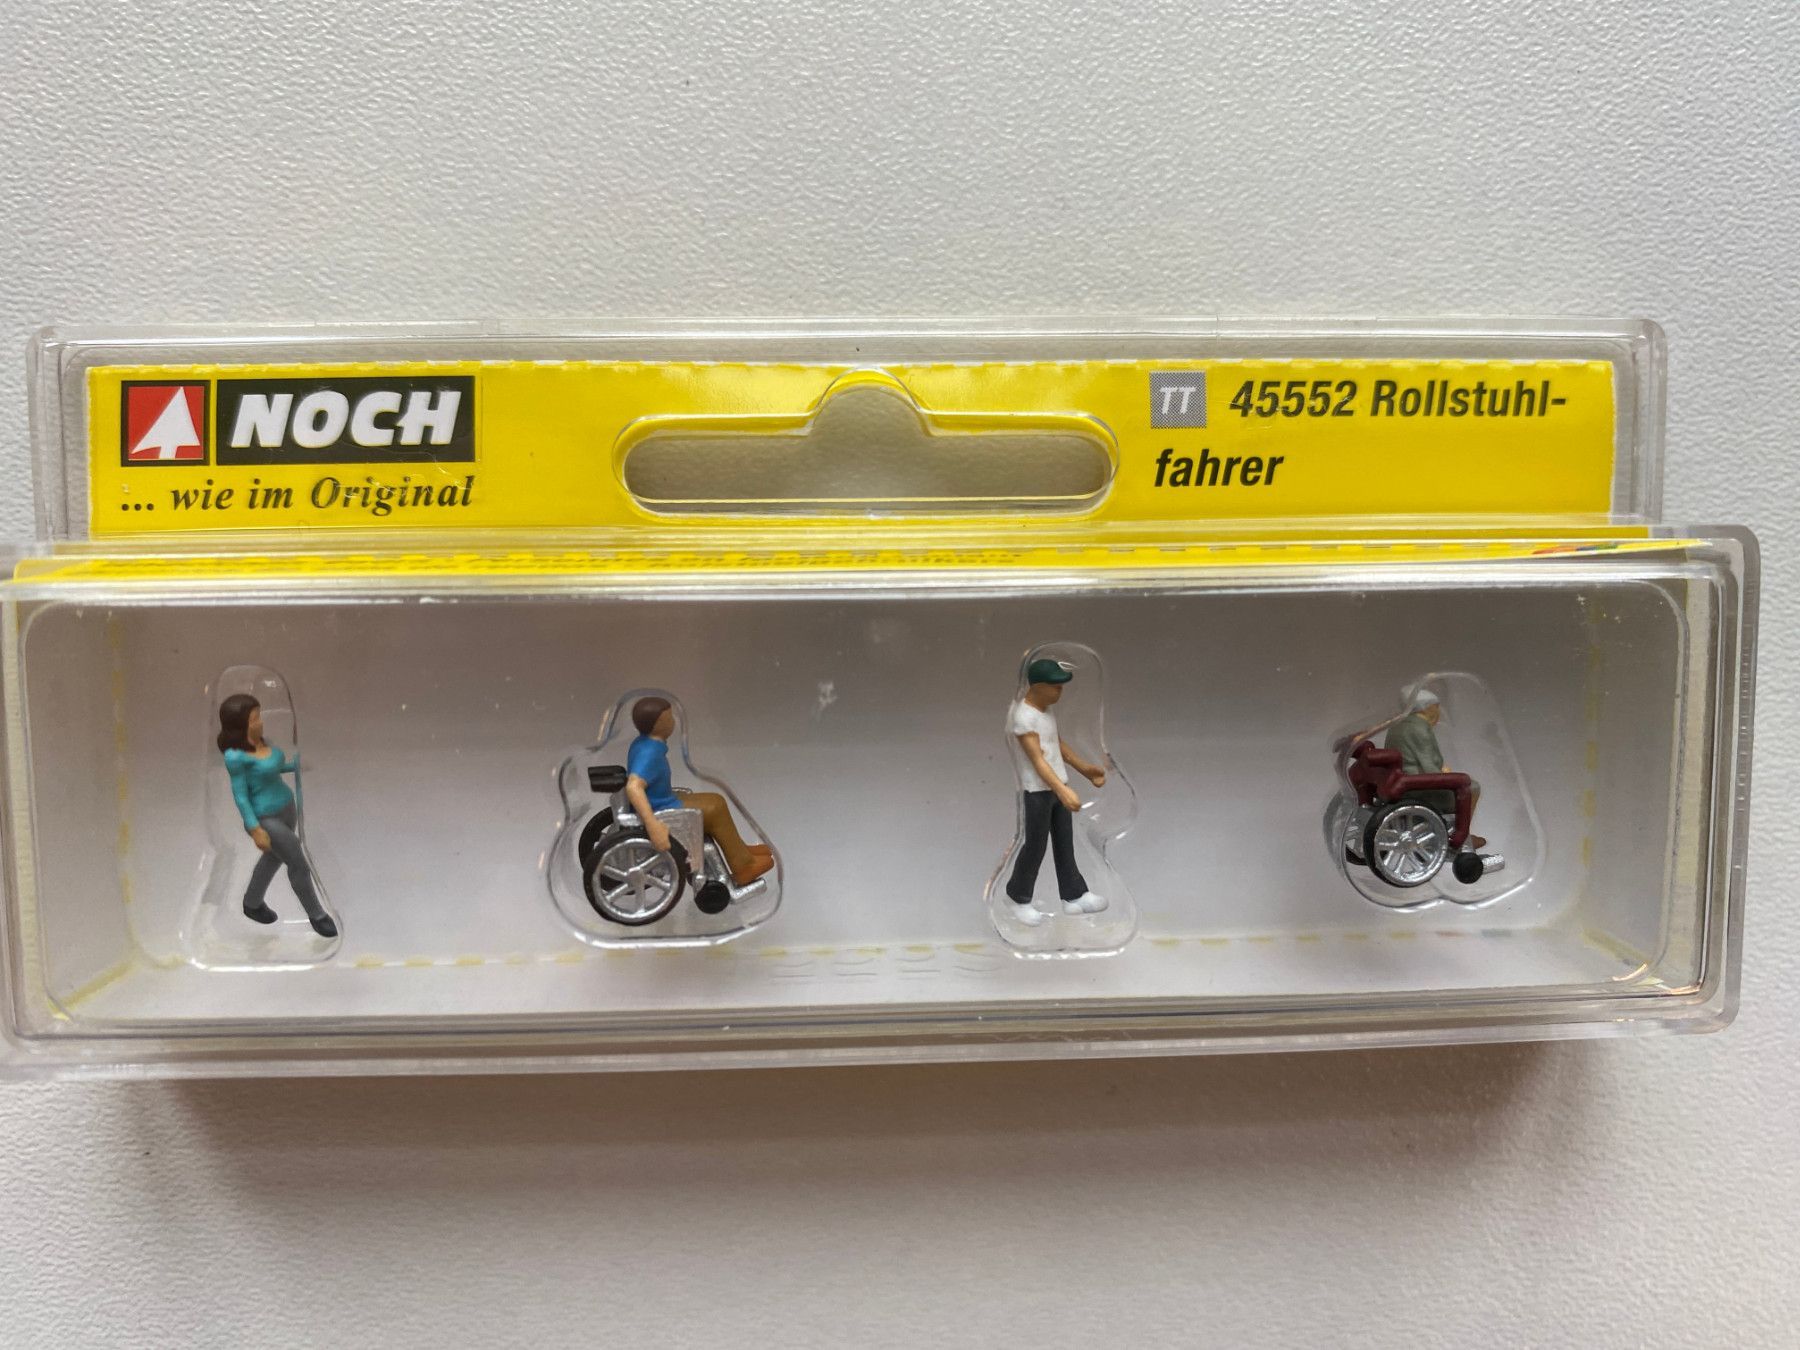 NOCH
... wie im Original
TT 45552 Rollstuhl-
fahrer